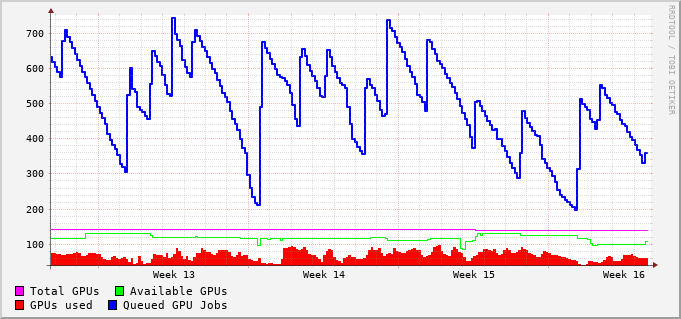 700
600
500
400
300
200
100
Week 13 Week 14 Week 15 Week 16
Total GPUs Available GPUs
GPUs used Queued GPU Jobs
RRDTOOL / TOBI OETIKER